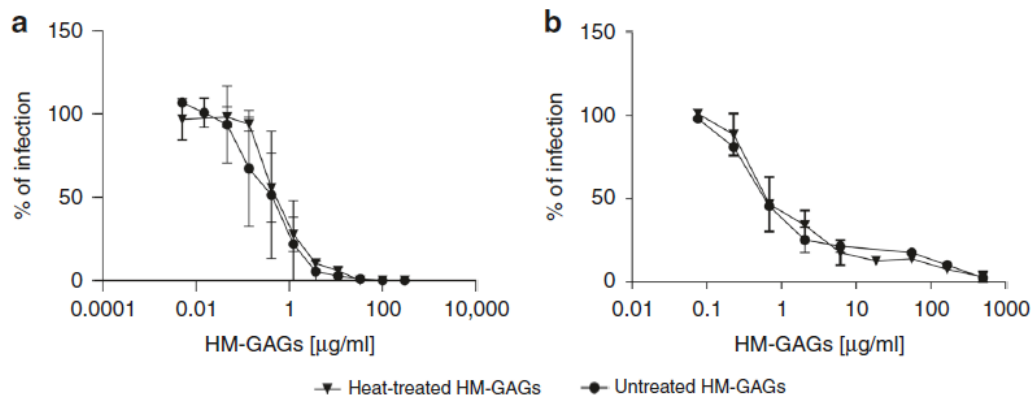 a
150
100
50
0
% of infection
0.0001
0.01
1
100
10,000
HM-GAGs [µg/ml]
b
150
100
50
0
% of infection
0.01
0.1
1
10
100
1000
HM-GAGs [µg/ml]
Heat-treated HM-GAGs
Untreated HM-GAGs